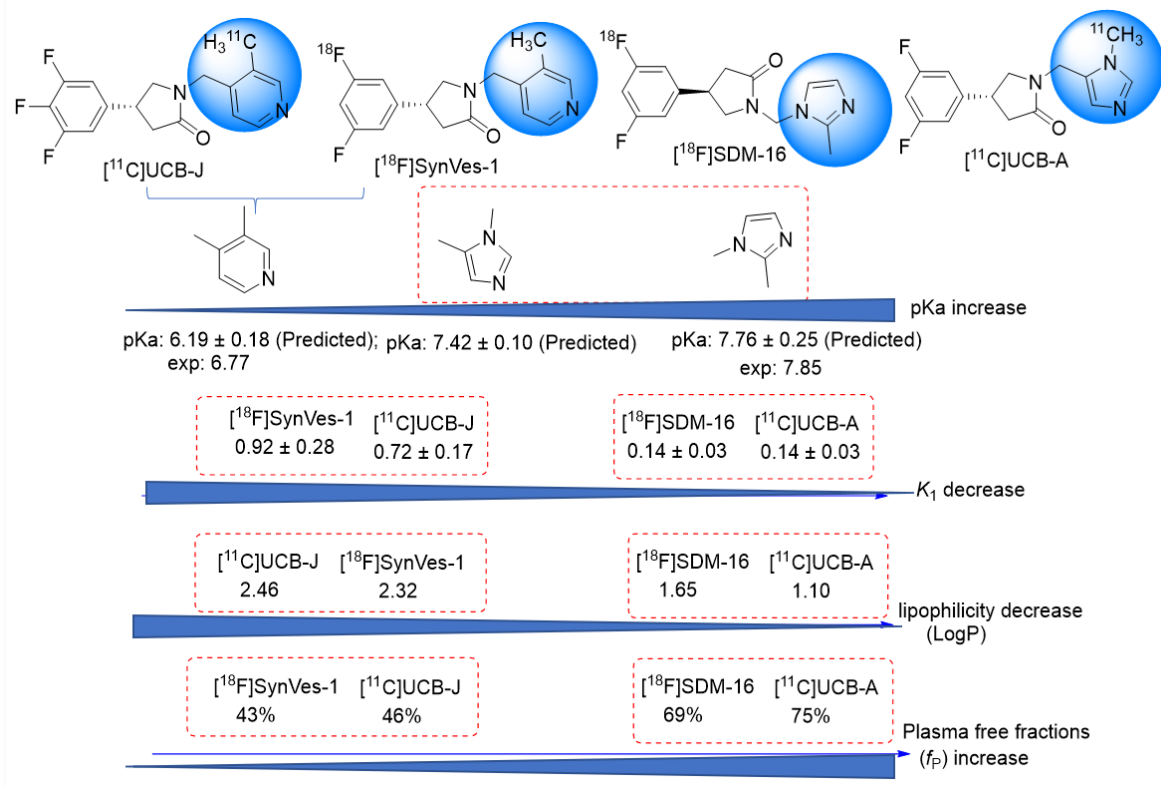 F
F
F
N
O
H₃¹¹C
N
[¹¹C]UCB-J
¹⁸F
F
N
O
H₃C
N
[¹⁸F]SynVes-1
¹⁸F
F
O
N
N
N
[¹⁸F]SDM-16
F
F
N
O
¹¹CH₃
N
N
[¹¹C]UCB-A
N
N
N
N
N
pKa increase
pKa: 6.19 ± 0.18 (Predicted); pKa: 7.42 ± 0.10 (Predicted) pKa: 7.76 ± 0.25 (Predicted)
exp: 6.77 exp: 7.85
[¹⁸F]SynVes-1 [¹¹C]UCB-J [¹⁸F]SDM-16 [¹¹C]UCB-A
0.92 ± 0.28 0.72 ± 0.17 0.14 ± 0.03 0.14 ± 0.03
K₁ decrease
[¹¹C]UCB-J [¹⁸F]SynVes-1 [¹⁸F]SDM-16 [¹¹C]UCB-A
2.46 2.32 1.65 1.10
lipophilicity decrease
(LogP)
[¹⁸F]SynVes-1 [¹¹C]UCB-J [¹⁸F]SDM-16 [¹¹C]UCB-A
43% 46% 69% 75%
Plasma free fractions
(fP) increase